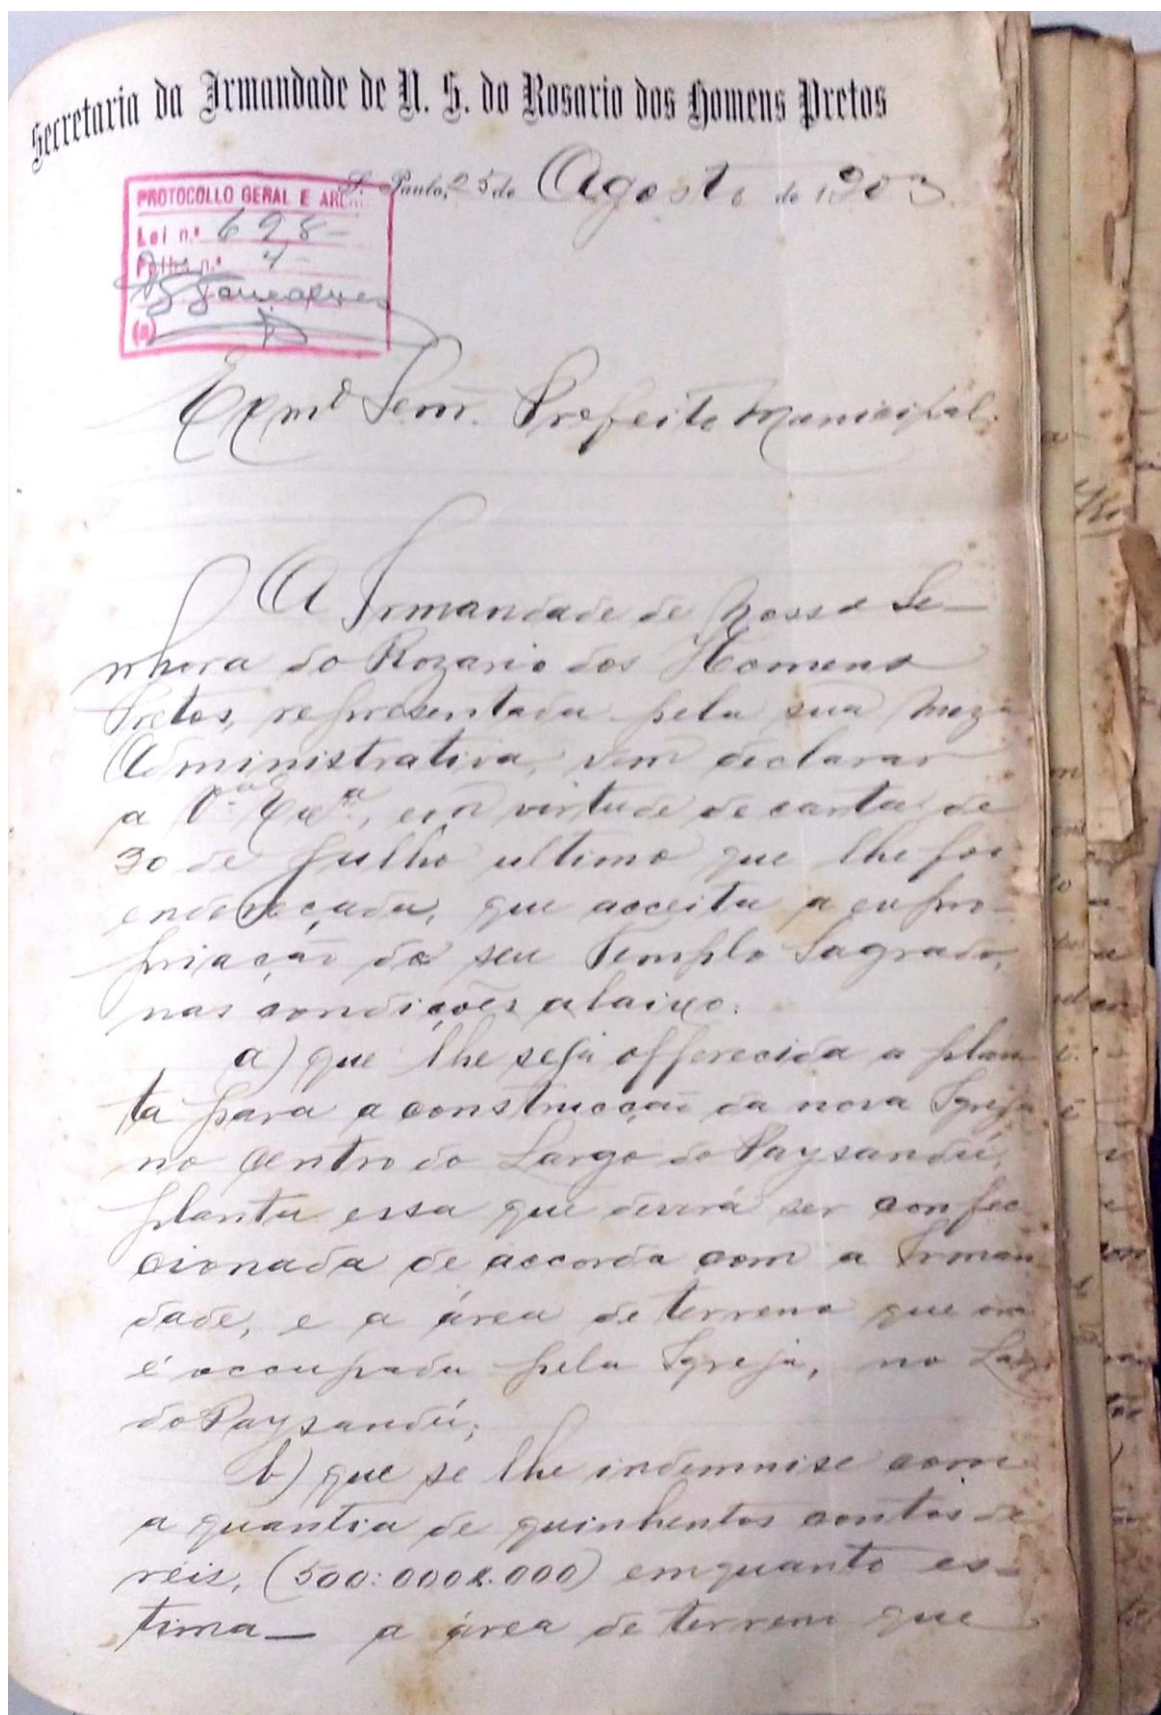 Secretaria da Irmandade de N. S. do Rosario dos Homens Pretos
S. Paulo, 25 de Agosto de 1903.
PROTOCOLLO GERAL E ARC...
Lei n.º 698
Folha n.º 4
Gonçalves
(a)
Exmº Senr. Prefeito Municipal.
A Irmandade de Nossa Se-
nhora do Rozario dos Homens
Pretos, representada pela sua Meza
Administrativa, vem declarar
a V.ª Exª, em virtude de carta de
30 de Julho ultimo que lhe foi
endereçada, que acceita a expro-
priação do seu Templo Sagrado,
nas condições abaixo:
a) que lhe seja offerecida a plan-
ta para a construcção da nova Igreja
no centro do Largo do Paysandú,
planta essa que deverá ser confec-
cionada de accordo com a Irman-
dade, e a área de terreno que ora
é occupada pela Igreja, no Largo
do Paysandú;
b) que se lhe indemnise com
a quantia de quinhentos contos de
réis, (500:000$000) emquanto es-
tima — a área de terreno que